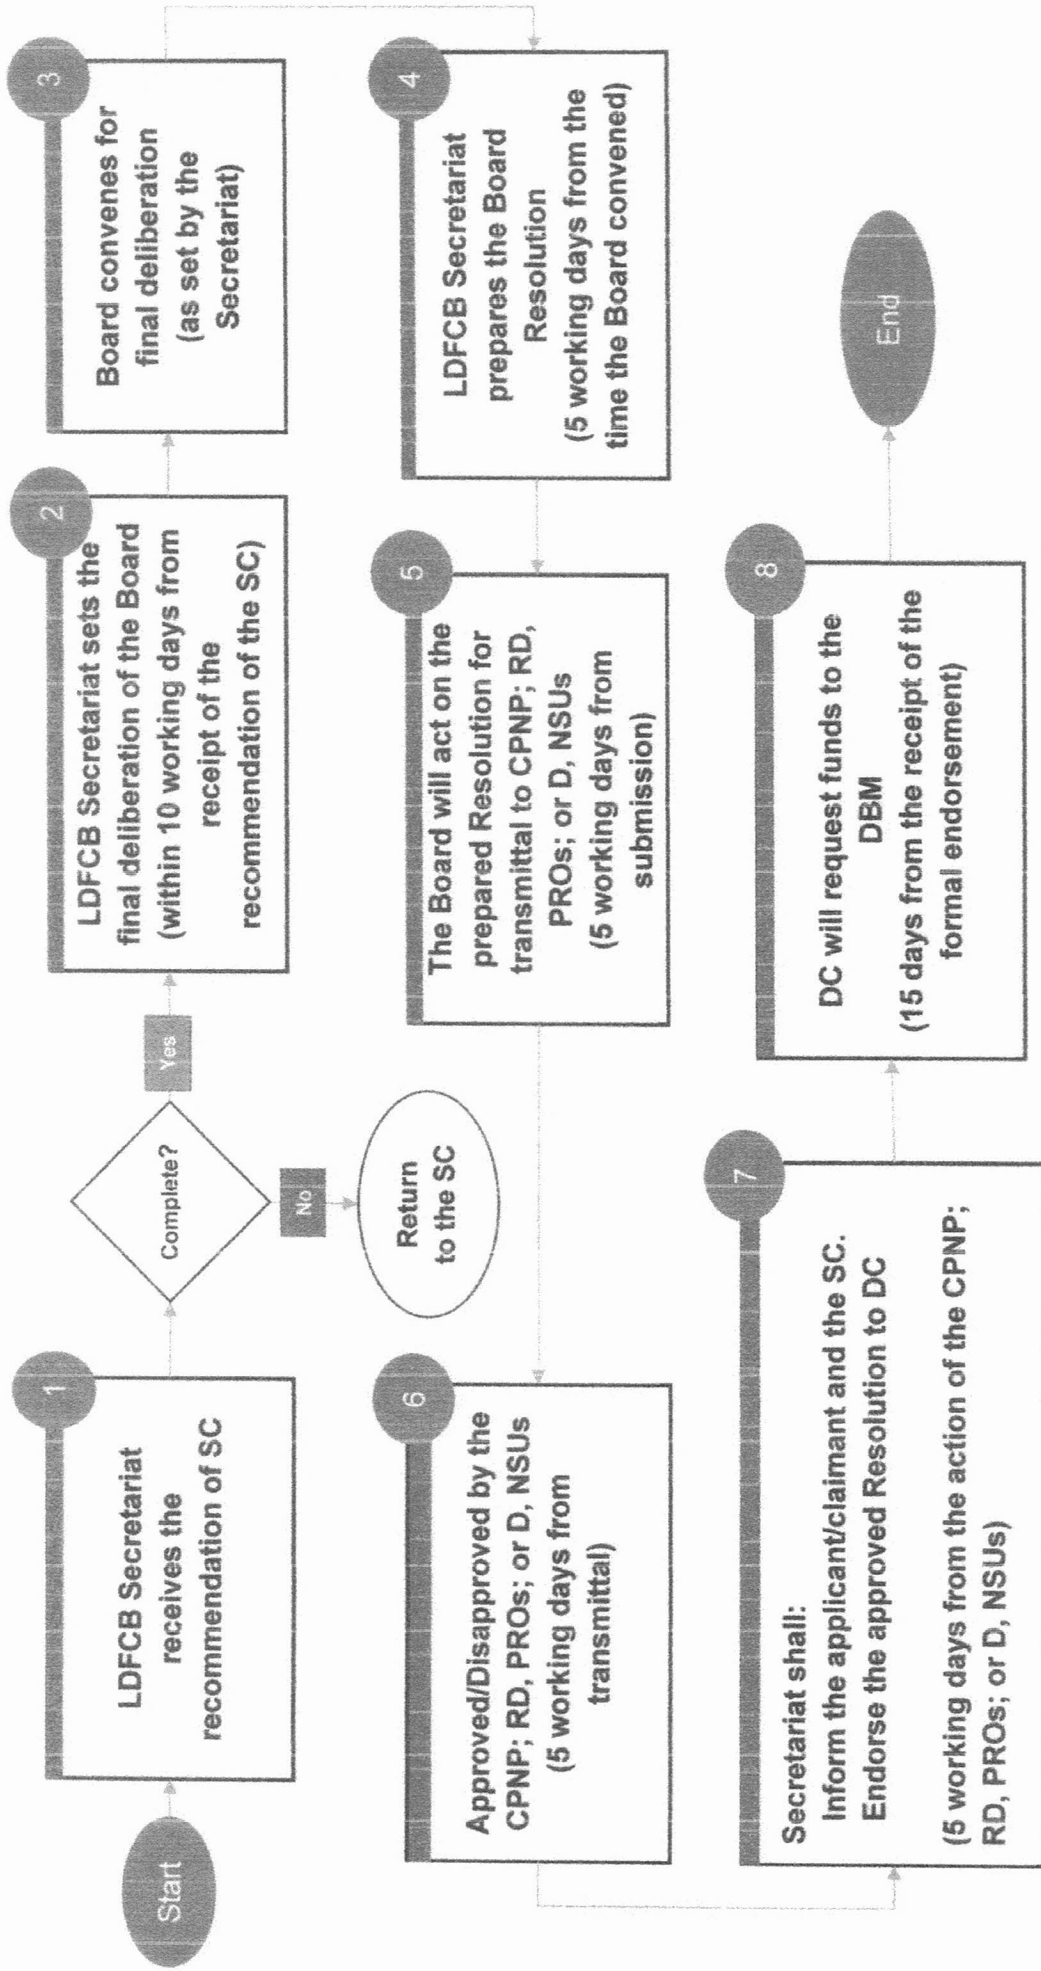 Start
1
LDFCB Secretariat
receives the
recommendation of SC
Complete?
Yes
No
Return
to the SC
2
LDFCB Secretariat sets the
final deliberation of the Board
(within 10 working days from
receipt of the
recommendation of the SC)
3
Board convenes for
final deliberation
(as set by the
Secretariat)
4
LDFCB Secretariat
prepares the Board
Resolution
(5 working days from the
time the Board convened)
5
The Board will act on the
prepared Resolution for
transmittal to CPNP; RD,
PROs; or D, NSUs
(5 working days from
submission)
6
Approved/Disapproved by the
CPNP; RD, PROs; or D, NSUs
(5 working days from
transmittal)
7
Secretariat shall:
Inform the applicant/claimant and the SC.
Endorse the approved Resolution to DC
(5 working days from the action of the CPNP;
RD, PROs; or D, NSUs)
8
DC will request funds to the
DBM
(15 days from the receipt of the
formal endorsement)
End